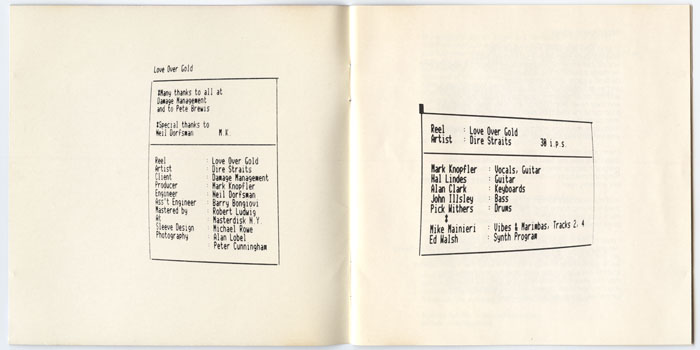 Love Over Gold
‡Many thanks to all at
Damage Management
and to Pete Brewis
‡Special thanks to
Neil Dorfsman M.K.
Reel : Love Over Gold
Artist : Dire Straits
Client : Damage Management
Producer : Mark Knopfler
Engineer : Neil Dorfsman
Ass't Engineer : Barry Bongiovi
Mastered by : Robert Ludwig
At : Masterdisk N.Y
Sleeve Design : Michael Rowe
Photography : Alan Lobel
: Peter Cunningham
Reel : Love Over Gold
Artist : Dire Straits 30 i.p.s
Mark Knopfler : Vocals, Guitar
Hal Lindes : Guitar
Alan Clark : Keyboards
John Illsley : Bass
Pick Withers : Drums
‡
Mike Mainieri : Vibes & Marimbas, Tracks 2, 4
Ed Walsh : Synth Program